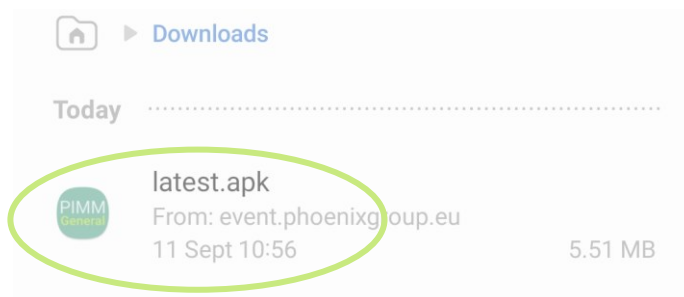 Downloads
Today
latest.apk
PIMM
General
From: event.phoenixgroup.eu
11 Sept 10:56
5.51 MB